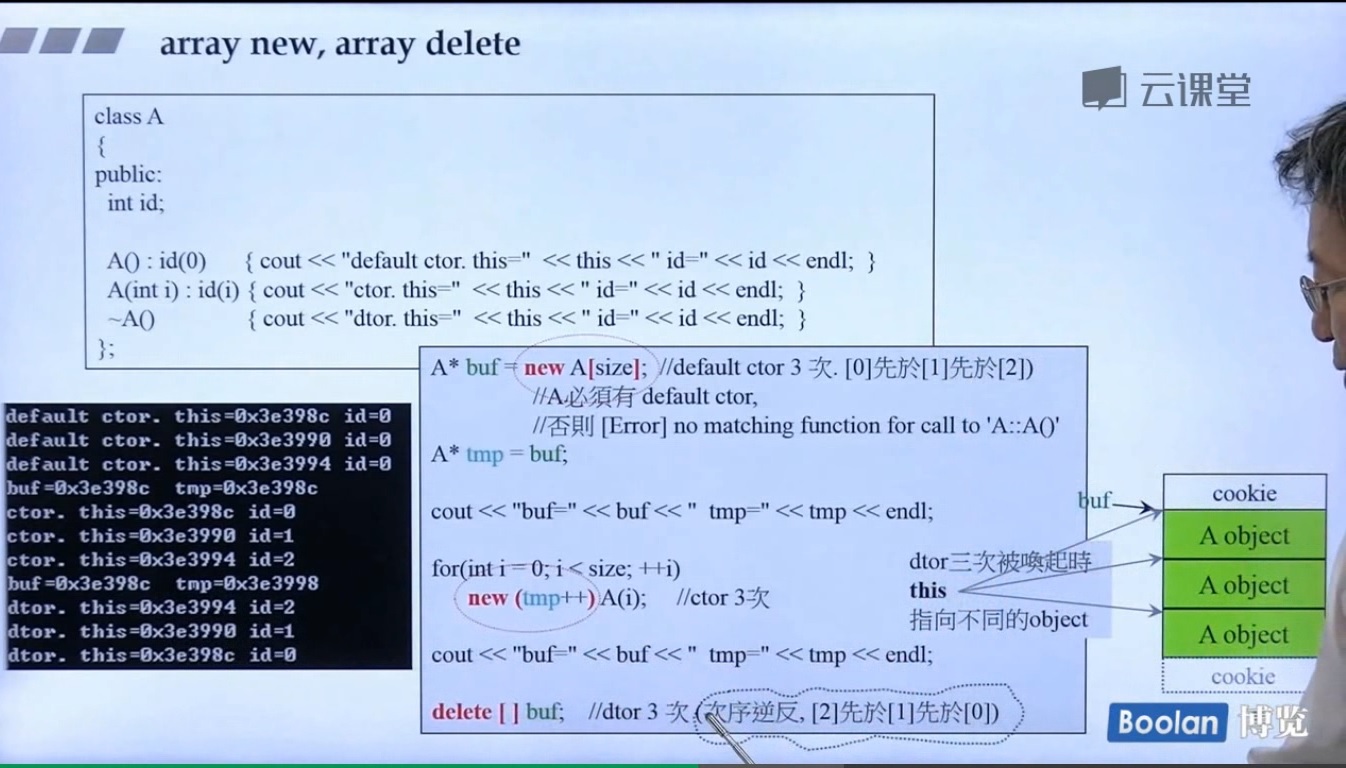 array new, array delete
云课堂
class A
{
public:
int id;
A() : id(0) { cout << "default ctor. this=" << this << " id=" << id << endl; }
A(int i) : id(i) { cout << "ctor. this=" << this << " id=" << id << endl; }
~A() { cout << "dtor. this=" << this << " id=" << id << endl; }
};
A* buf = new A[size]; //default ctor 3 次. [0]先於[1]先於[2])
//A必須有 default ctor,
//否則 [Error] no matching function for call to 'A::A()'
A* tmp = buf;
cout << "buf=" << buf << " tmp=" << tmp << endl;
for(int i = 0; i < size; ++i)
new (tmp++) A(i); //ctor 3次
cout << "buf=" << buf << " tmp=" << tmp << endl;
delete [ ] buf; //dtor 3 次 (次序逆反, [2]先於[1]先於[0])
default ctor. this=0x3e398c id=0
default ctor. this=0x3e3990 id=0
default ctor. this=0x3e3994 id=0
buf=0x3e398c tmp=0x3e398c
ctor. this=0x3e398c id=0
ctor. this=0x3e3990 id=1
ctor. this=0x3e3994 id=2
buf=0x3e398c tmp=0x3e3998
dtor. this=0x3e3994 id=2
dtor. this=0x3e3990 id=1
dtor. this=0x3e398c id=0
dtor三次被喚起時
this
指向不同的object
buf
cookie
A object
A object
A object
cookie
Boolan 博览